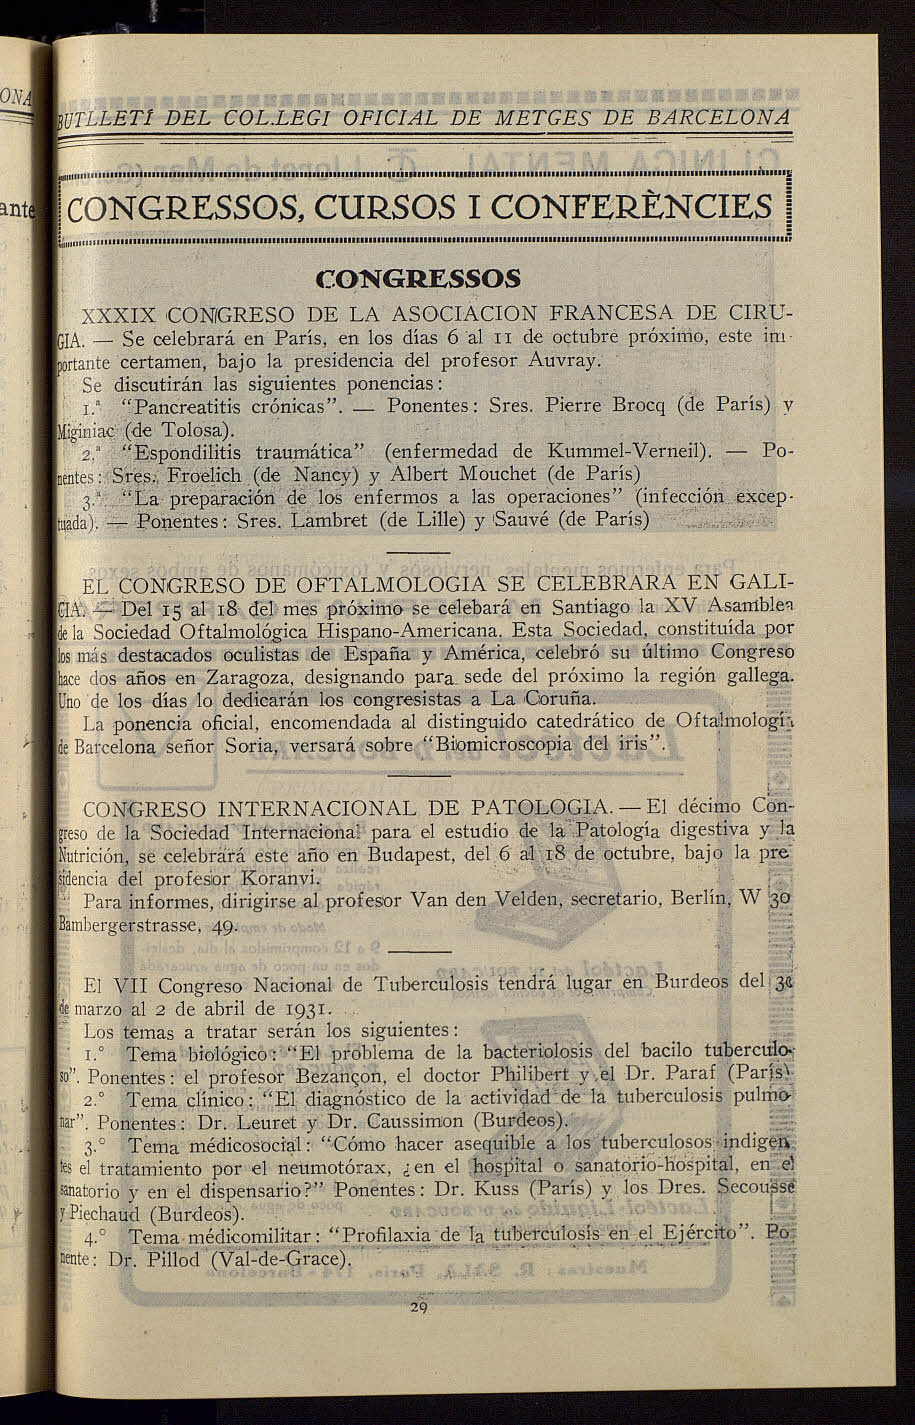 ONA
BUTLLETÍ DEL COL.LEGI OFICIAL DE METGES DE BARCELONA
ante
CONGRESSOS, CURSOS I CONFERÈNCIES
CONGRESSOS
XXXIX CONGRESO DE LA ASOCIACION FRANCESA DE CIRU-
GIA. — Se celebrará en París, en los días 6 al 11 de octubre próximo, este im-
portante certamen, bajo la presidencia del profesor Auvray.
Se discutirán las siguientes ponencias:
1.ª "Pancreatitis crónicas". — Ponentes: Sres. Pierre Brocq (de París) y
Miginiac (de Tolosa).
2.ª "Espondilitis traumática" (enfermedad de Kummel-Verneil). — Po-
nentes: Sres. Froelich (de Nancy) y Albert Mouchet (de París)
3.ª "La preparación de los enfermos a las operaciones" (infección excep-
tuada). — Ponentes: Sres. Lambret (de Lille) y Sauvé (de París)
EL CONGRESO DE OFTALMOLOGIA SE CELEBRARA EN GALI-
CIA. — Del 15 al 18 del mes próximo se celebará en Santiago la XV Asamblea
de la Sociedad Oftalmológica Hispano-Americana. Esta Sociedad, constituída por
los más destacados oculistas de España y América, celebró su último Congreso
hace dos años en Zaragoza, designando para sede del próximo la región gallega.
Uno de los días lo dedicarán los congresistas a La Coruña.
La ponencia oficial, encomendada al distinguido catedrático de Oftalmología
de Barcelona señor Soria, versará sobre "Biomicroscopia del iris".
CONGRESO INTERNACIONAL DE PATOLOGIA. — El décimo Con-
greso de la Sociedad Internacional para el estudio de la Patología digestiva y la
Nutrición, se celebrará este año en Budapest, del 6 al 18 de octubre, bajo la pre
sidencia del profesor Koranvi.
Para informes, dirigirse al profesor Van den Velden, secretario, Berlín, W 30
Bambergerstrasse, 49.
El VII Congreso Nacional de Tuberculosis tendrá lugar en Burdeos del 30
de marzo al 2 de abril de 1931.
Los temas a tratar serán los siguientes:
1.° Tema biológico: "El problema de la bacteriolosis del bacilo tuberculo-
so". Ponentes: el profesor Bezançon, el doctor Philibert y el Dr. Paraf (París)
2.° Tema clínico: "El diagnóstico de la actividad de la tuberculosis pulmo-
nar". Ponentes: Dr. Leuret y Dr. Caussimon (Burdeos).
3.° Tema médicosocial: "Cómo hacer asequible a los tuberculosos indigen-
tes el tratamiento por el neumotórax, ¿en el hospital o sanatorio-hospital, en el
sanatorio y en el dispensario?" Ponentes: Dr. Kuss (París) y los Dres. Secousse
y Piechaud (Burdeos).
4.° Tema médicomilitar: "Profilaxia de la tuberculosis en el Ejército". Po
nente: Dr. Pillod (Val-de-Grace).
29